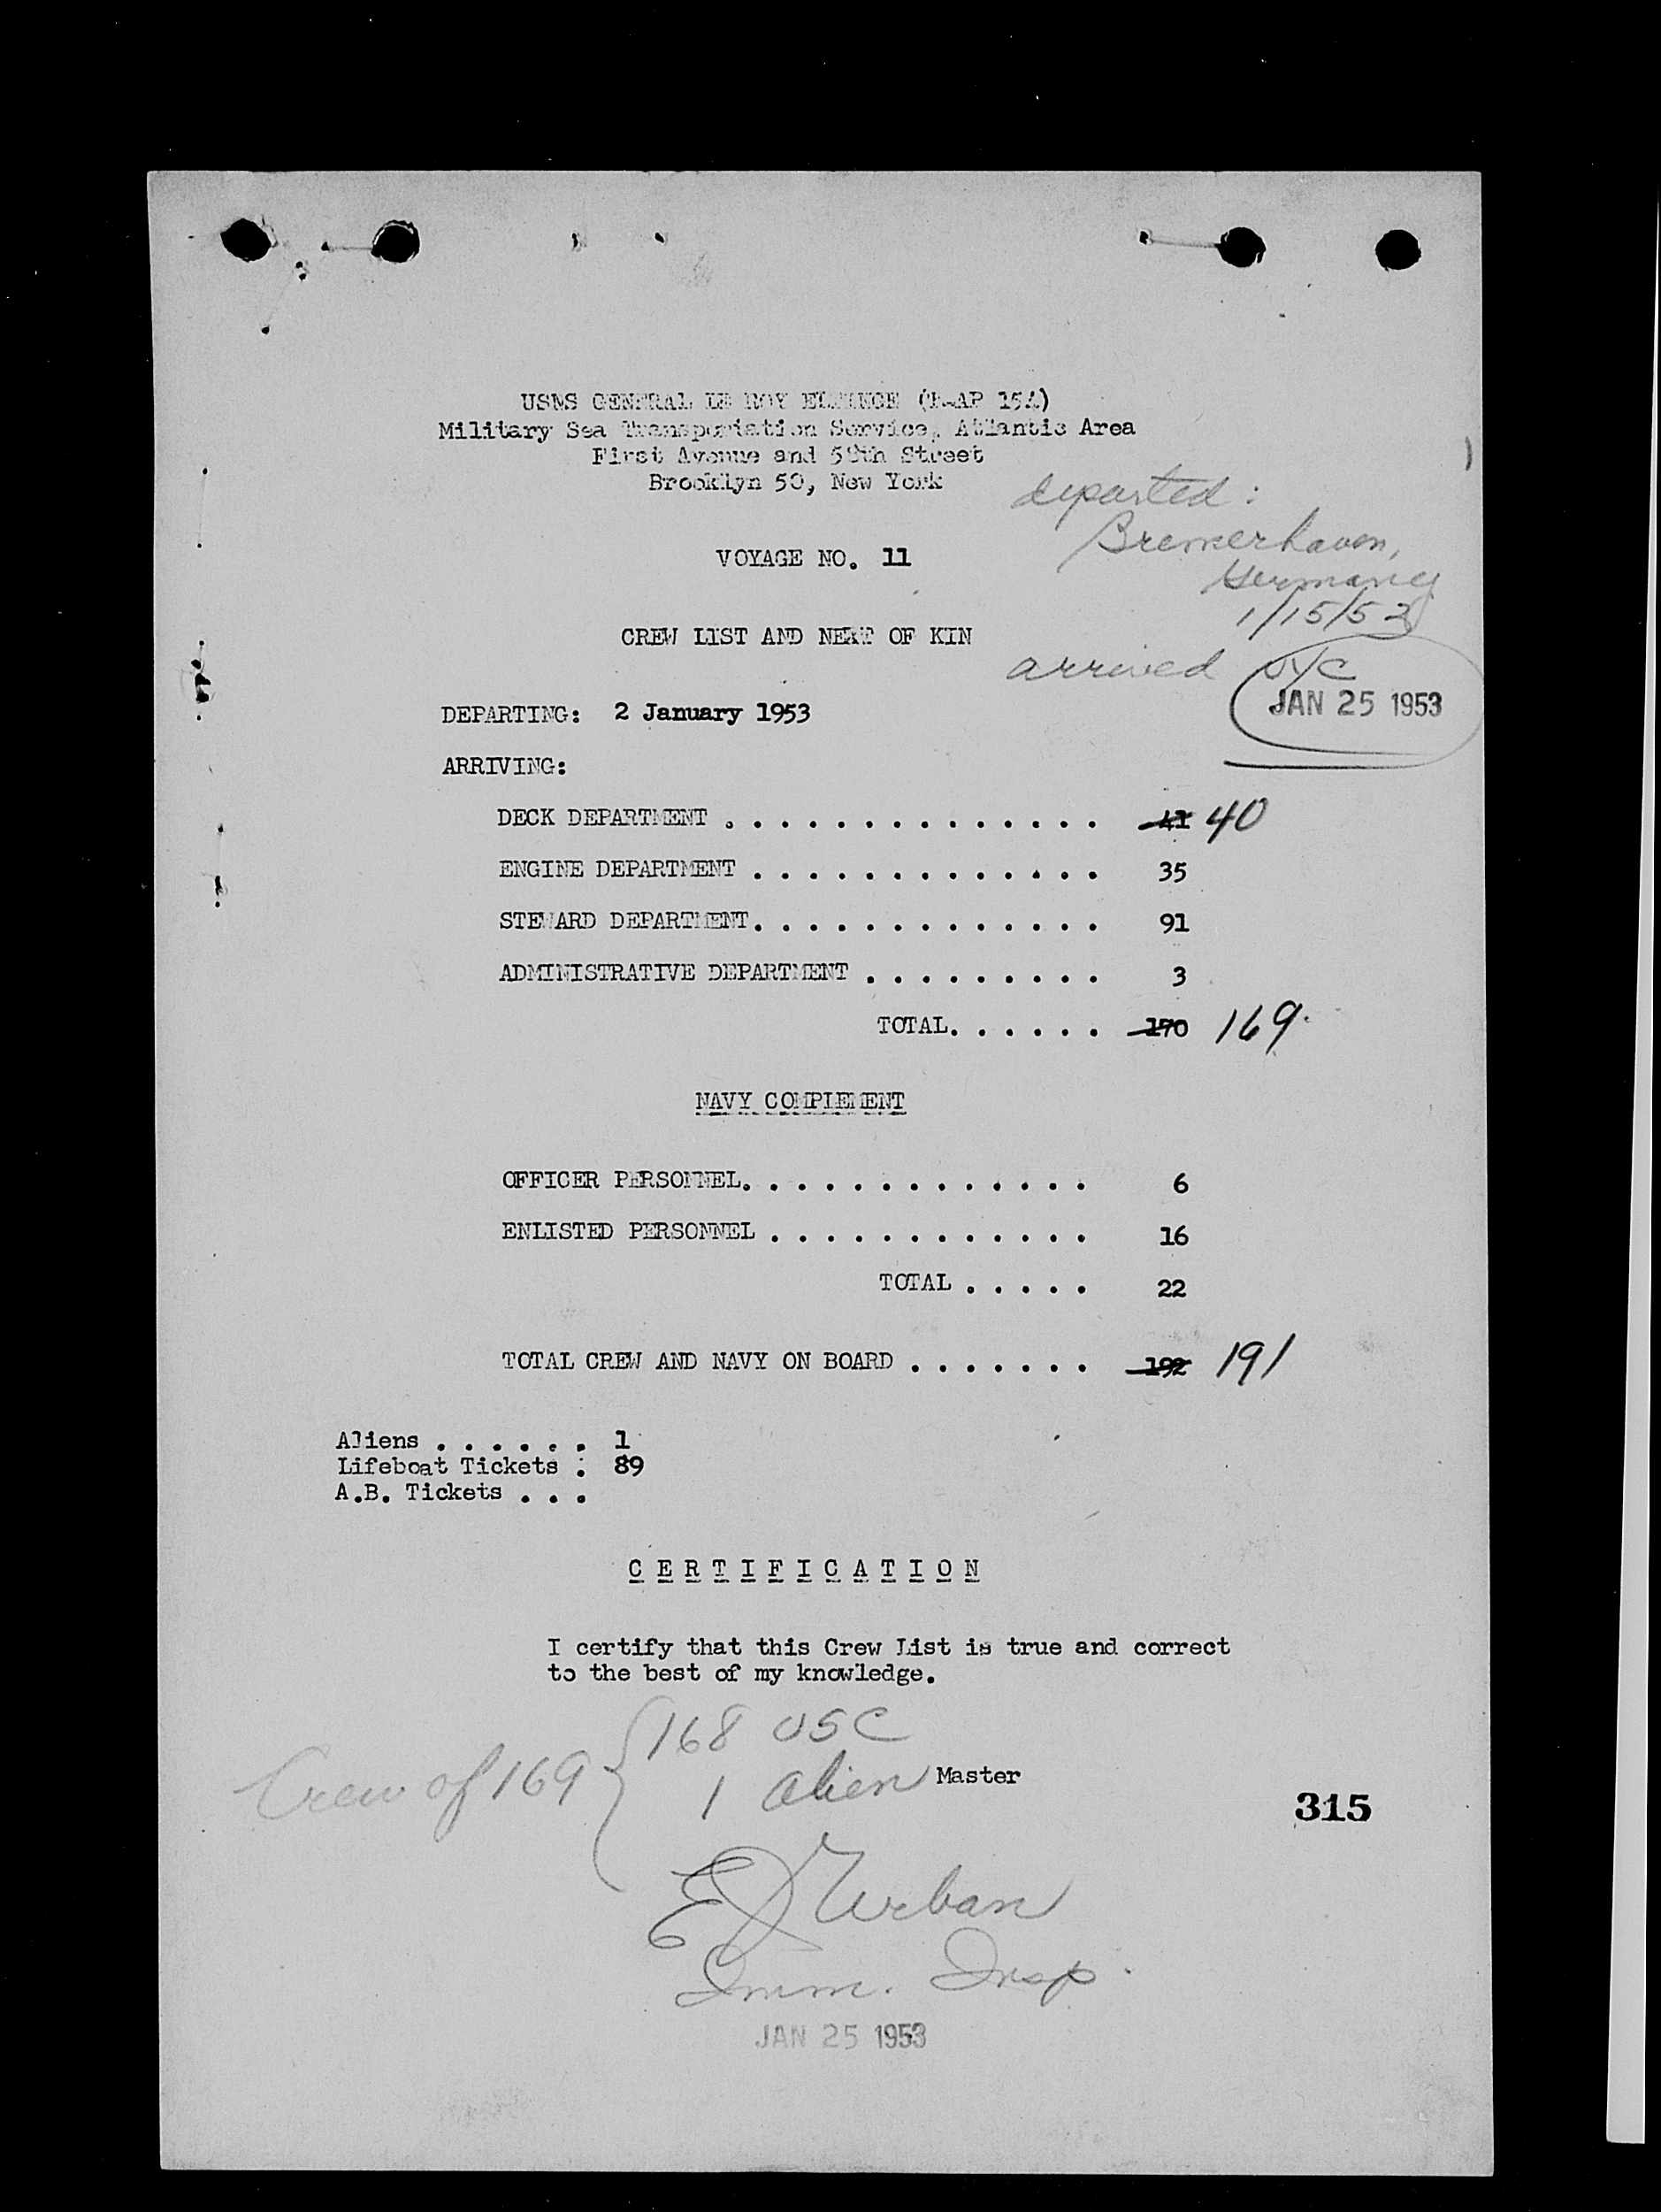 USNS GENERAL LE ROY ELTINGE (T-AP 154)
Military Sea Transportation Service, Atlantic Area
First Avenue and 58th Street
Brooklyn 50, New York
departed:
Bremerhaven,
Germany
1/15/53
VOYAGE NO. 11
CREW LIST AND NEXT OF KIN
arrived NYC
JAN 25 1953
DEPARTING: 2 January 1953
ARRIVING:
DECK DEPARTMENT . . . . . . . . . . . . . . 41 40
ENGINE DEPARTMENT . . . . . . . . . . . . . 35
STEWARD DEPARTMENT. . . . . . . . . . . . . 91
ADMINISTRATIVE DEPARTMENT . . . . . . . . . 3
TOTAL. . . . . . 170 169.
NAVY COMPLEMENT
OFFICER PERSONNEL. . . . . . . . . . . . . 6
ENLISTED PERSONNEL . . . . . . . . . . . . 16
TOTAL . . . . . 22
TOTAL CREW AND NAVY ON BOARD . . . . . . . 192 191
Aliens . . . . . . 1
Lifeboat Tickets . 89
A.B. Tickets . . .
CERTIFICATION
I certify that this Crew List is true and correct
to the best of my knowledge.
Crew of 169 { 168 USC
1 alien
Master
315
E J Urban
Imm. Insp.
JAN 25 1953